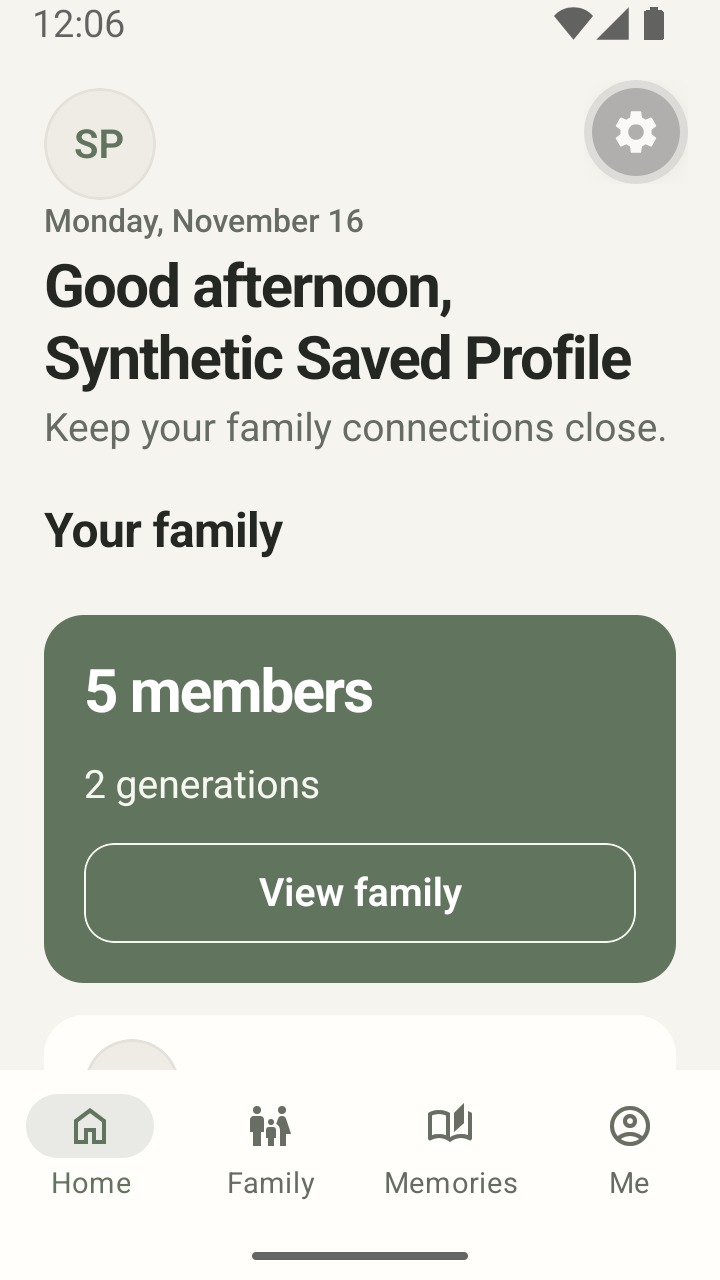 12:06
SP
Monday, November 16
Good afternoon,
Synthetic Saved Profile
Keep your family connections close.
Your family
5 members
2 generations
View family
Home
Family
Memories
Me